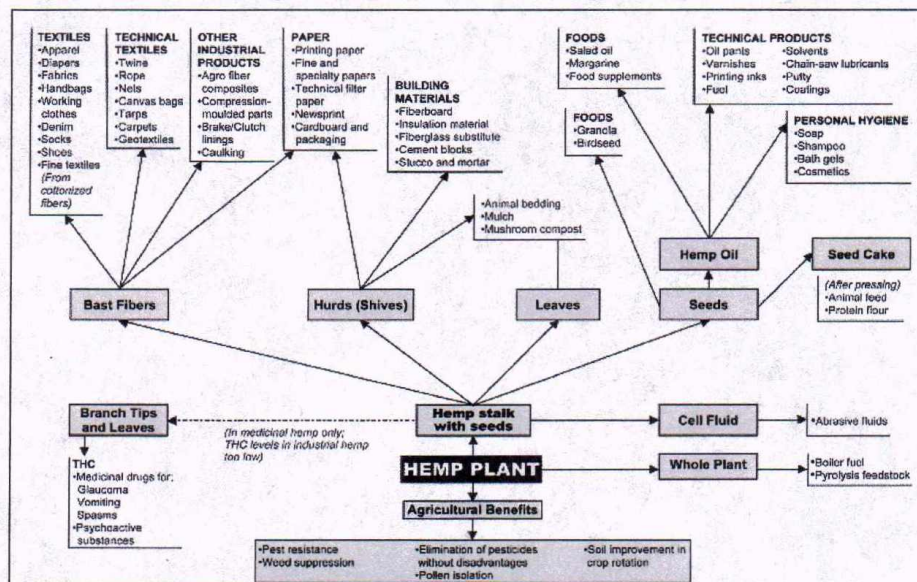 TEXTILES
•Apparel
•Diapers
•Fabrics
•Handbags
•Working
clothes
•Denim
•Socks
•Shoes
•Fine textiles
(From
cottonized
fibers)
TECHNICAL
TEXTILES
•Twine
•Rope
•Nels
•Canvas bags
•Tarps
•Carpets
•Geotextiles
OTHER
INDUSTRIAL
PRODUCTS
•Agro fiber
composites
•Compression-
moulded parts
•Brake/Clutch
linings
•Caulking
PAPER
•Printing paper
•Fine and
specialty papers
•Technical filter
paper
•Newsprint
•Cardboard and
packaging
BUILDING
MATERIALS
•Fiberboard
•Insulation material
•Fiberglass substitute
•Cement blocks
•Stucco and mortar
•Animal bedding
•Mulch
•Mushroom compost
FOODS
•Salad oil
•Margarine
•Food supplements
FOODS
•Granola
•Birdseed
TECHNICAL PRODUCTS
•Oil pants
•Varnishes
•Printing inks
•Fuel
•Solvents
•Chain-saw lubricants
•Putty
•Coatings
PERSONAL HYGIENE
•Soap
•Shampoo
•Bath gels
•Cosmetics
Hemp Oil
Seed Cake
(After pressing)
•Animal feed
•Protein flour
Bast Fibers
Hurds (Shives)
Leaves
Seeds
Branch Tips
and Leaves
(In medicinal hemp only;
THC levels in industrial hemp
too low)
Hemp stalk
with seeds
Cell Fluid
•Abrasive fluids
HEMP PLANT
Whole Plant
•Boiler fuel
•Pyrolysis feedstock
THC
•Medicinal drugs for;
Glaucoma
Vomiting
Spasms
•Psychoactive
substances
Agricultural Benefits
•Pest resistance
•Weed suppression
•Elimination of pesticides
without disadvantages
•Pollen isolation
•Soil improvement in
crop rotation